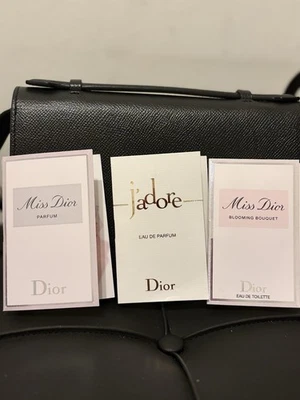 Miss Dior
PARFUM
Dior
j'adore
EAU DE PARFUM
Dior
Miss Dior
BLOOMING BOUQUET
Dior
EAU DE TOILETTE